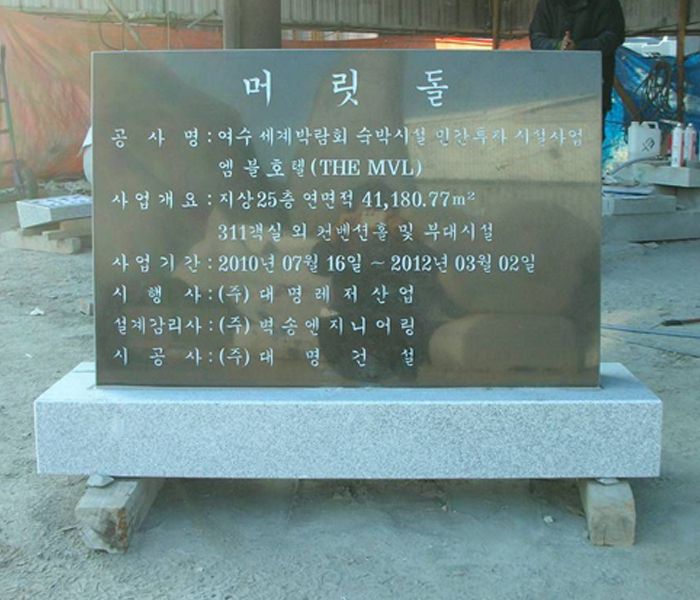 머릿돌
공사명 : 여수 세계박람회 숙박시설 민간투자 시설사업
엠블호텔 (THE MVL)
사업개요 : 지상25층 연면적 41,180.77m²
311객실 외 컨벤션홀 및 부대시설
사업기간 : 2010년 07월 16일 ~ 2012년 03월 02일
시행사 : (주) 대명레저산업
설계감리사 : (주) 벽송엔지니어링
시공사 : (주) 대명건설